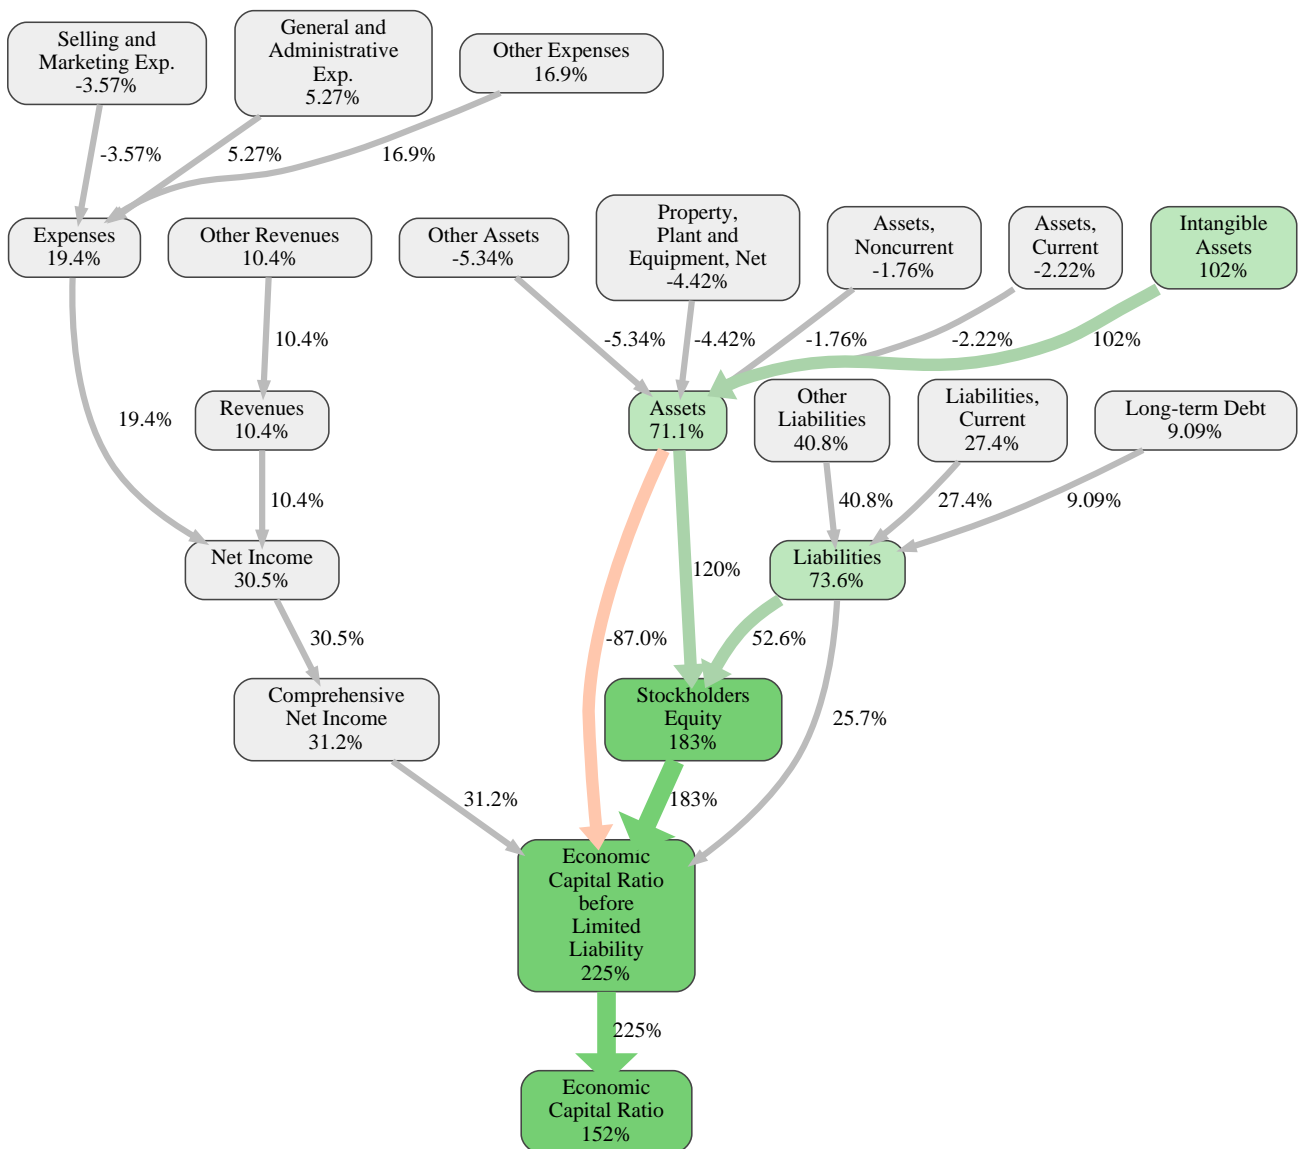 Selling and
Marketing Exp.
-3.57%
General and
Administrative
Exp.
5.27%
Other Expenses
16.9%
-3.57%
5.27%
16.9%
Expenses
19.4%
Other Revenues
10.4%
Other Assets
-5.34%
Property,
Plant and
Equipment, Net
-4.42%
Assets,
Noncurrent
-1.76%
Assets,
Current
-2.22%
Intangible
Assets
102%
10.4%
-5.34%
-4.42%
-1.76%
-2.22%
102%
19.4%
Revenues
10.4%
Assets
71.1%
Other
Liabilities
40.8%
Liabilities,
Current
27.4%
Long-term Debt
9.09%
10.4%
40.8%
27.4%
9.09%
Net Income
30.5%
120%
Liabilities
73.6%
30.5%
-87.0%
52.6%
Comprehensive
Net Income
31.2%
Stockholders
Equity
183%
25.7%
31.2%
183%
Economic
Capital Ratio
before
Limited
Liability
225%
225%
Economic
Capital Ratio
152%